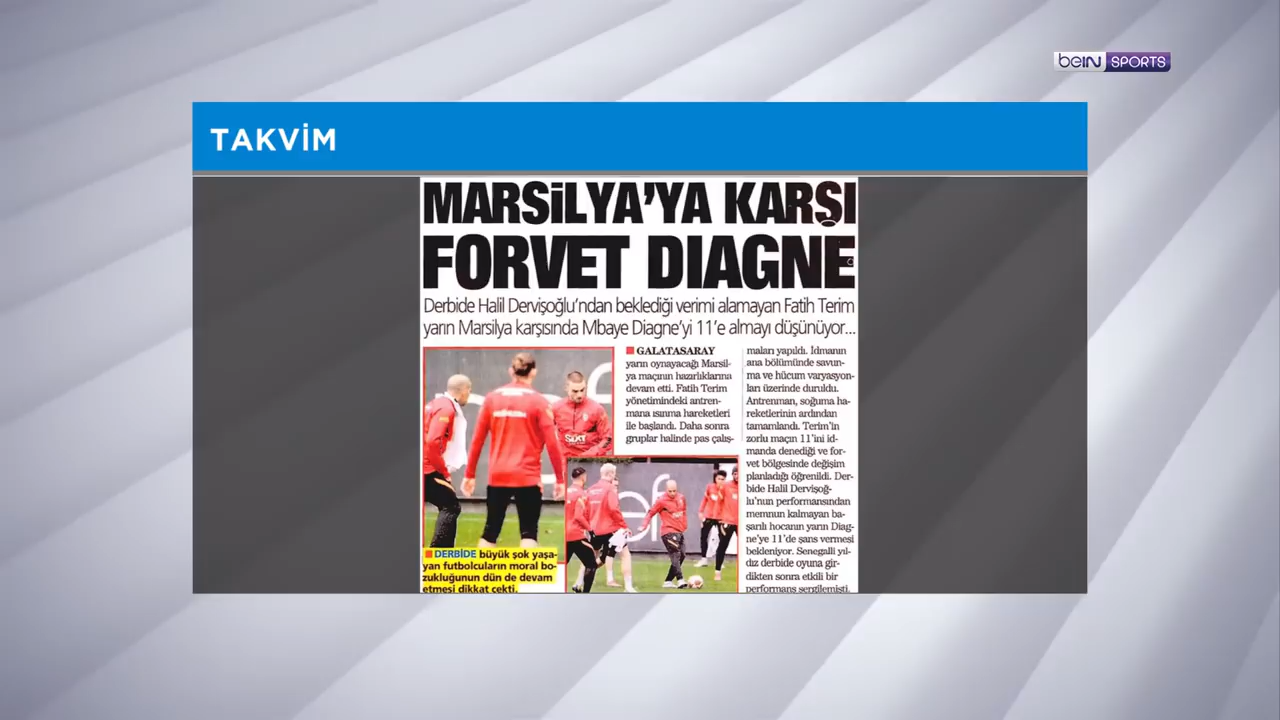 beIN SPORTS
TAKVİM
MARSİLYA'YA KARŞI
FORVET DIAGNE
Derbide Halil Dervişoğlu'ndan beklediği verimi alamayan Fatih Terim
yarın Marsilya karşısında Mbaye Diagne'yi 11'e almayı düşünüyor...
GALATASARAY
yarın oynayacağı Marsil-
ya maçının hazırlıklarına
devam etti. Fatih Terim
yönetimindeki antren-
mana ısınma hareketleri
ile başlandı. Daha sonra
gruplar halinde pas çalış-
maları yapıldı. İdmanın
ana bölümünde savun-
ma ve hücum varyasyon-
ları üzerinde duruldu.
Antrenman, soğuma ha-
reketlerinin ardından
tamamlandı. Terim'in
zorlu maçın 11'ini id-
manda denediği ve for-
vet bölgesinde değişim
planladığı öğrenildi. Der-
bide Halil Dervişoğ-
lu'nun performansından
memnun kalmayan ba-
şarılı hocanın yarın Diag-
ne'ye 11'de şans vermesi
bekleniyor. Senegalli yıl-
dız derbide oyuna gir-
dikten sonra etkili bir
performans sergilemişti.
SIXT
DERBİDE büyük şok yaşa-
yan futbolcuların moral bo-
zukluğunun dün de devam
etmesi dikkat çekti.